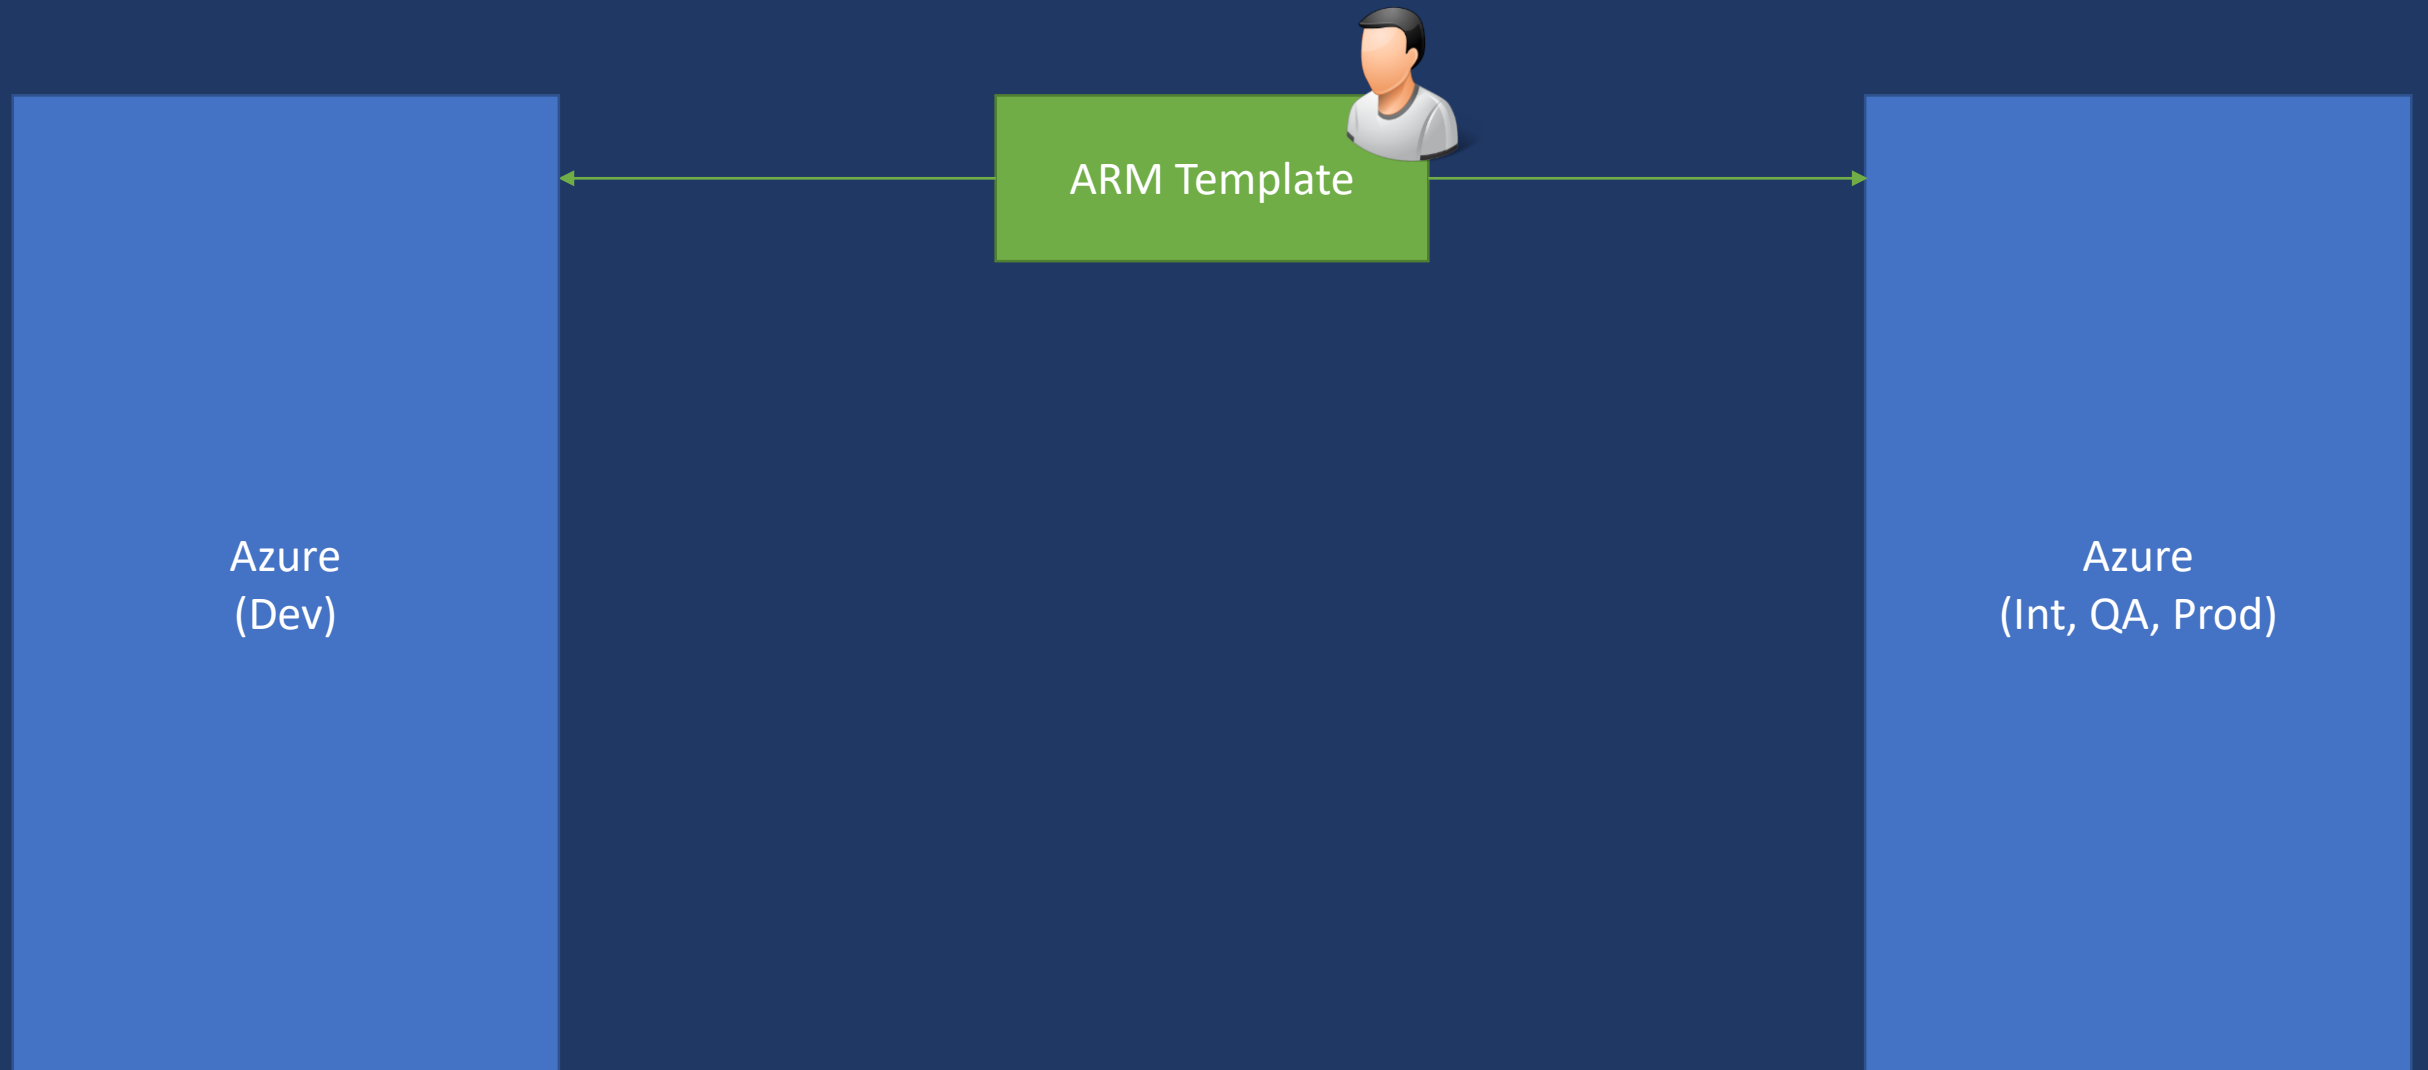 ARM Template
Azure
(Dev)
Azure
(Int, QA, Prod)